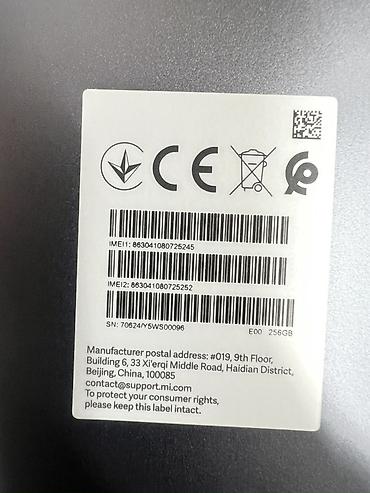 CE
IMEI1: 863041080725245
IMEI2: 863041080725252
SN: 70624/Y5WS00096 E00 256GB
Manufacturer postal address: #019, 9th Floor,
Building 6, 33 Xi'erqi Middle Road, Haidian District,
Beijing, China, 100085
contact@support.mi.com
To protect your consumer rights,
please keep this label intact.